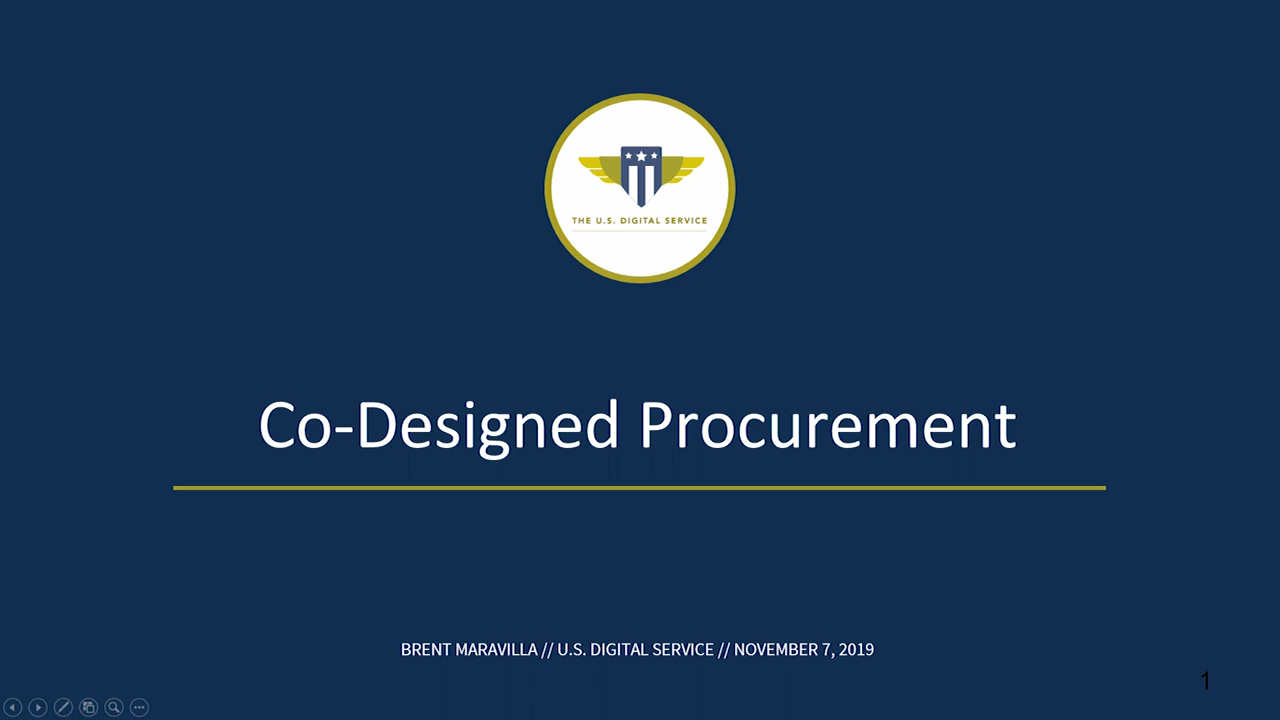 THE U.S. DIGITAL SERVICE
Co-Designed Procurement
BRENT MARAVILLA // U.S. DIGITAL SERVICE // NOVEMBER 7, 2019
1